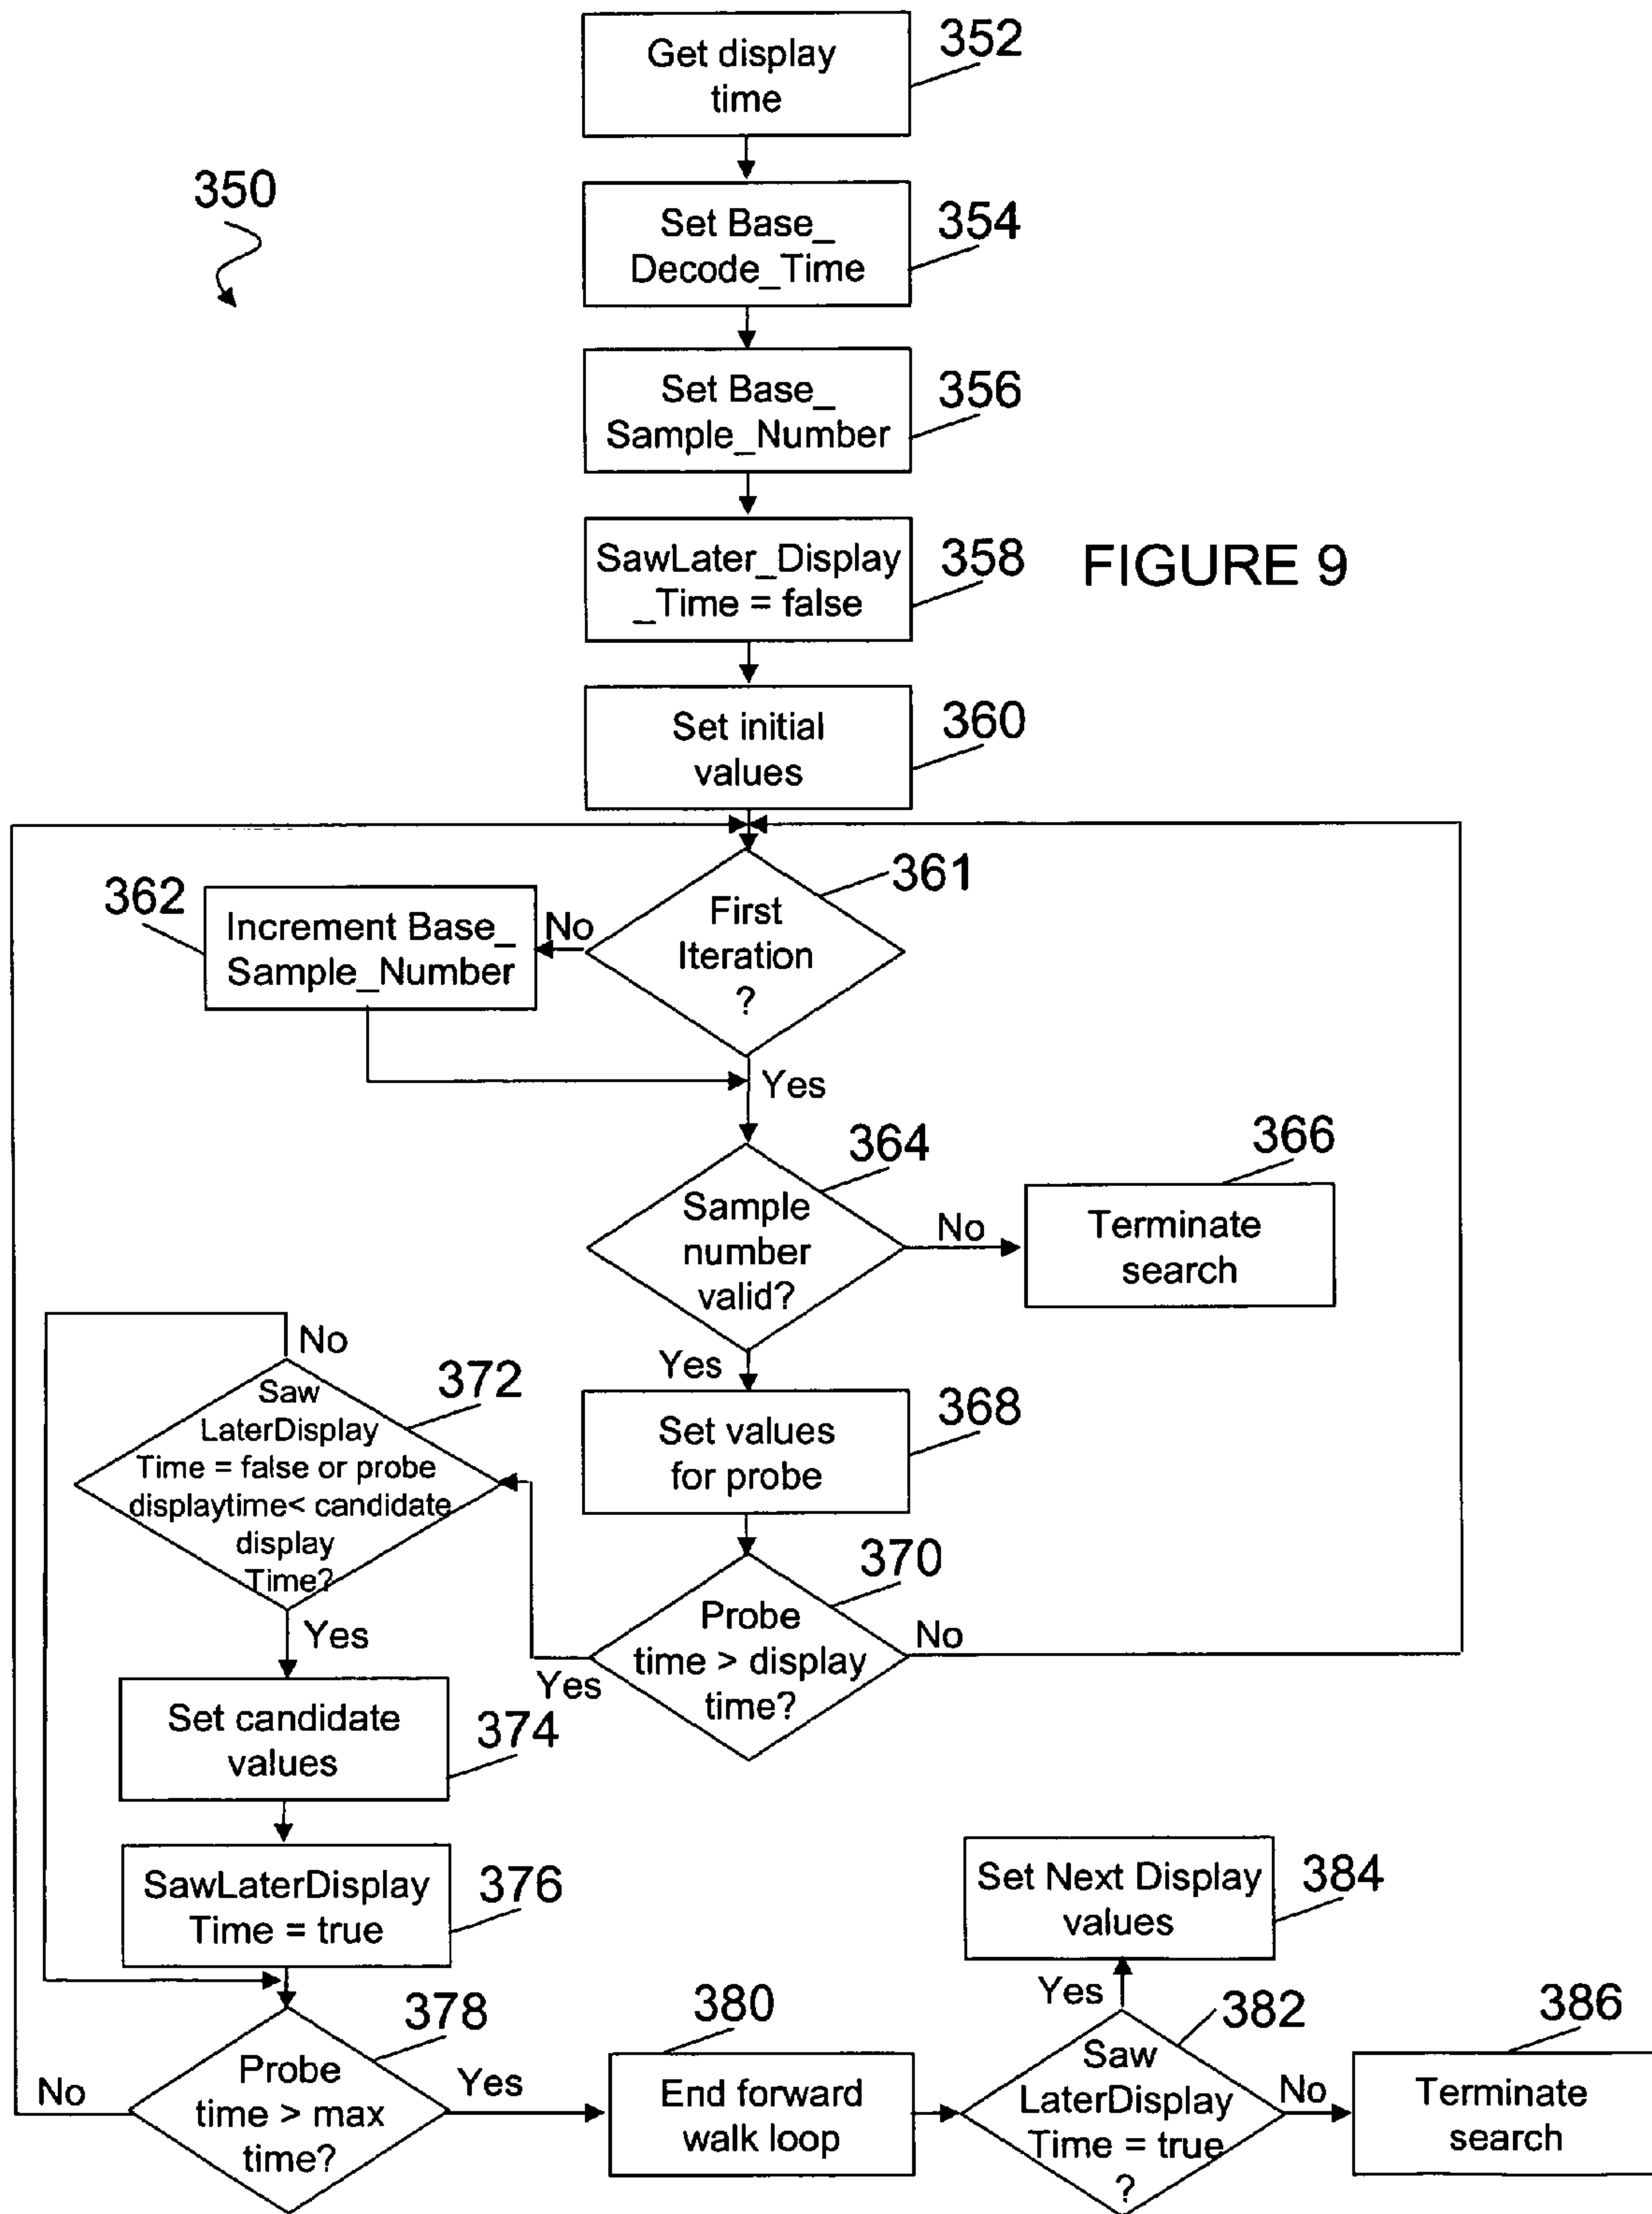 Get display
time
352
350
Set Base_
Decode_Time
354
Set Base_
Sample_Number
356
SawLater_Display
_Time = false
358
FIGURE 9
Set initial
values
360
361
362
Increment Base_
Sample_Number
No
First
Iteration
?
Yes
364
366
Sample
number
valid?
No
Terminate
search
No
Yes
372
Saw
LaterDisplay
Time = false or probe
displaytime< candidate
display
Time?
368
Set values
for probe
370
Yes
Probe
time > display
time?
No
Yes
Set candidate
values
374
SawLaterDisplay
Time = true
376
Set Next Display
values
384
378
380
Yes
382
386
Probe
time > max
time?
No
Yes
End forward
walk loop
Saw
LaterDisplay
Time = true
?
No
Terminate
search